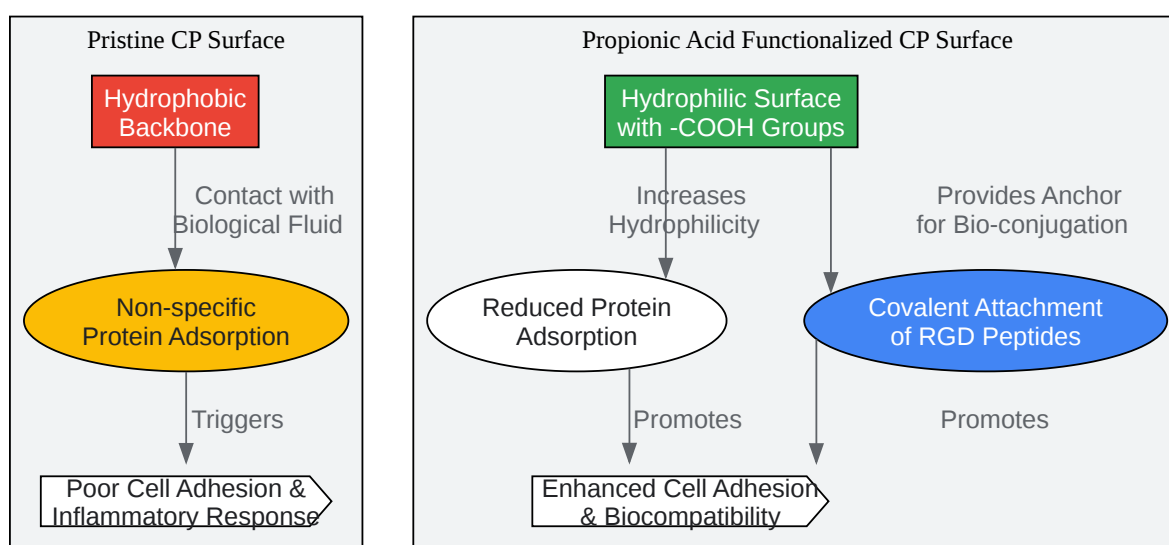 Pristine CP Surface
Hydrophobic
Backbone
Contact with
Biological Fluid
Non-specific
Protein Adsorption
Triggers
Poor Cell Adhesion &
Inflammatory Response
Propionic Acid Functionalized CP Surface
Hydrophilic Surface
with -COOH Groups
Increases
Hydrophilicity
Provides Anchor
for Bio-conjugation
Reduced Protein
Adsorption
Covalent Attachment
of RGD Peptides
Promotes
Promotes
Enhanced Cell Adhesion
& Biocompatibility